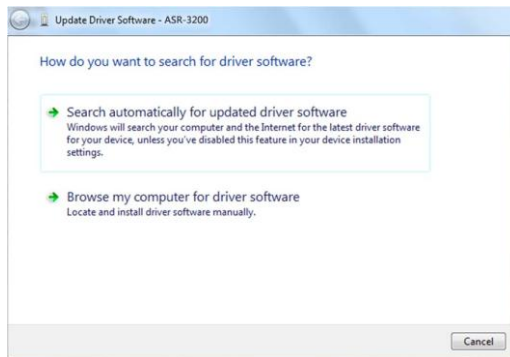 Update Driver Software - ASR-3200
How do you want to search for driver software?
Search automatically for updated driver software
Windows will search your computer and the Internet for the latest driver software
for your device, unless you've disabled this feature in your device installation
settings.
Browse my computer for driver software
Locate and install driver software manually.
Cancel